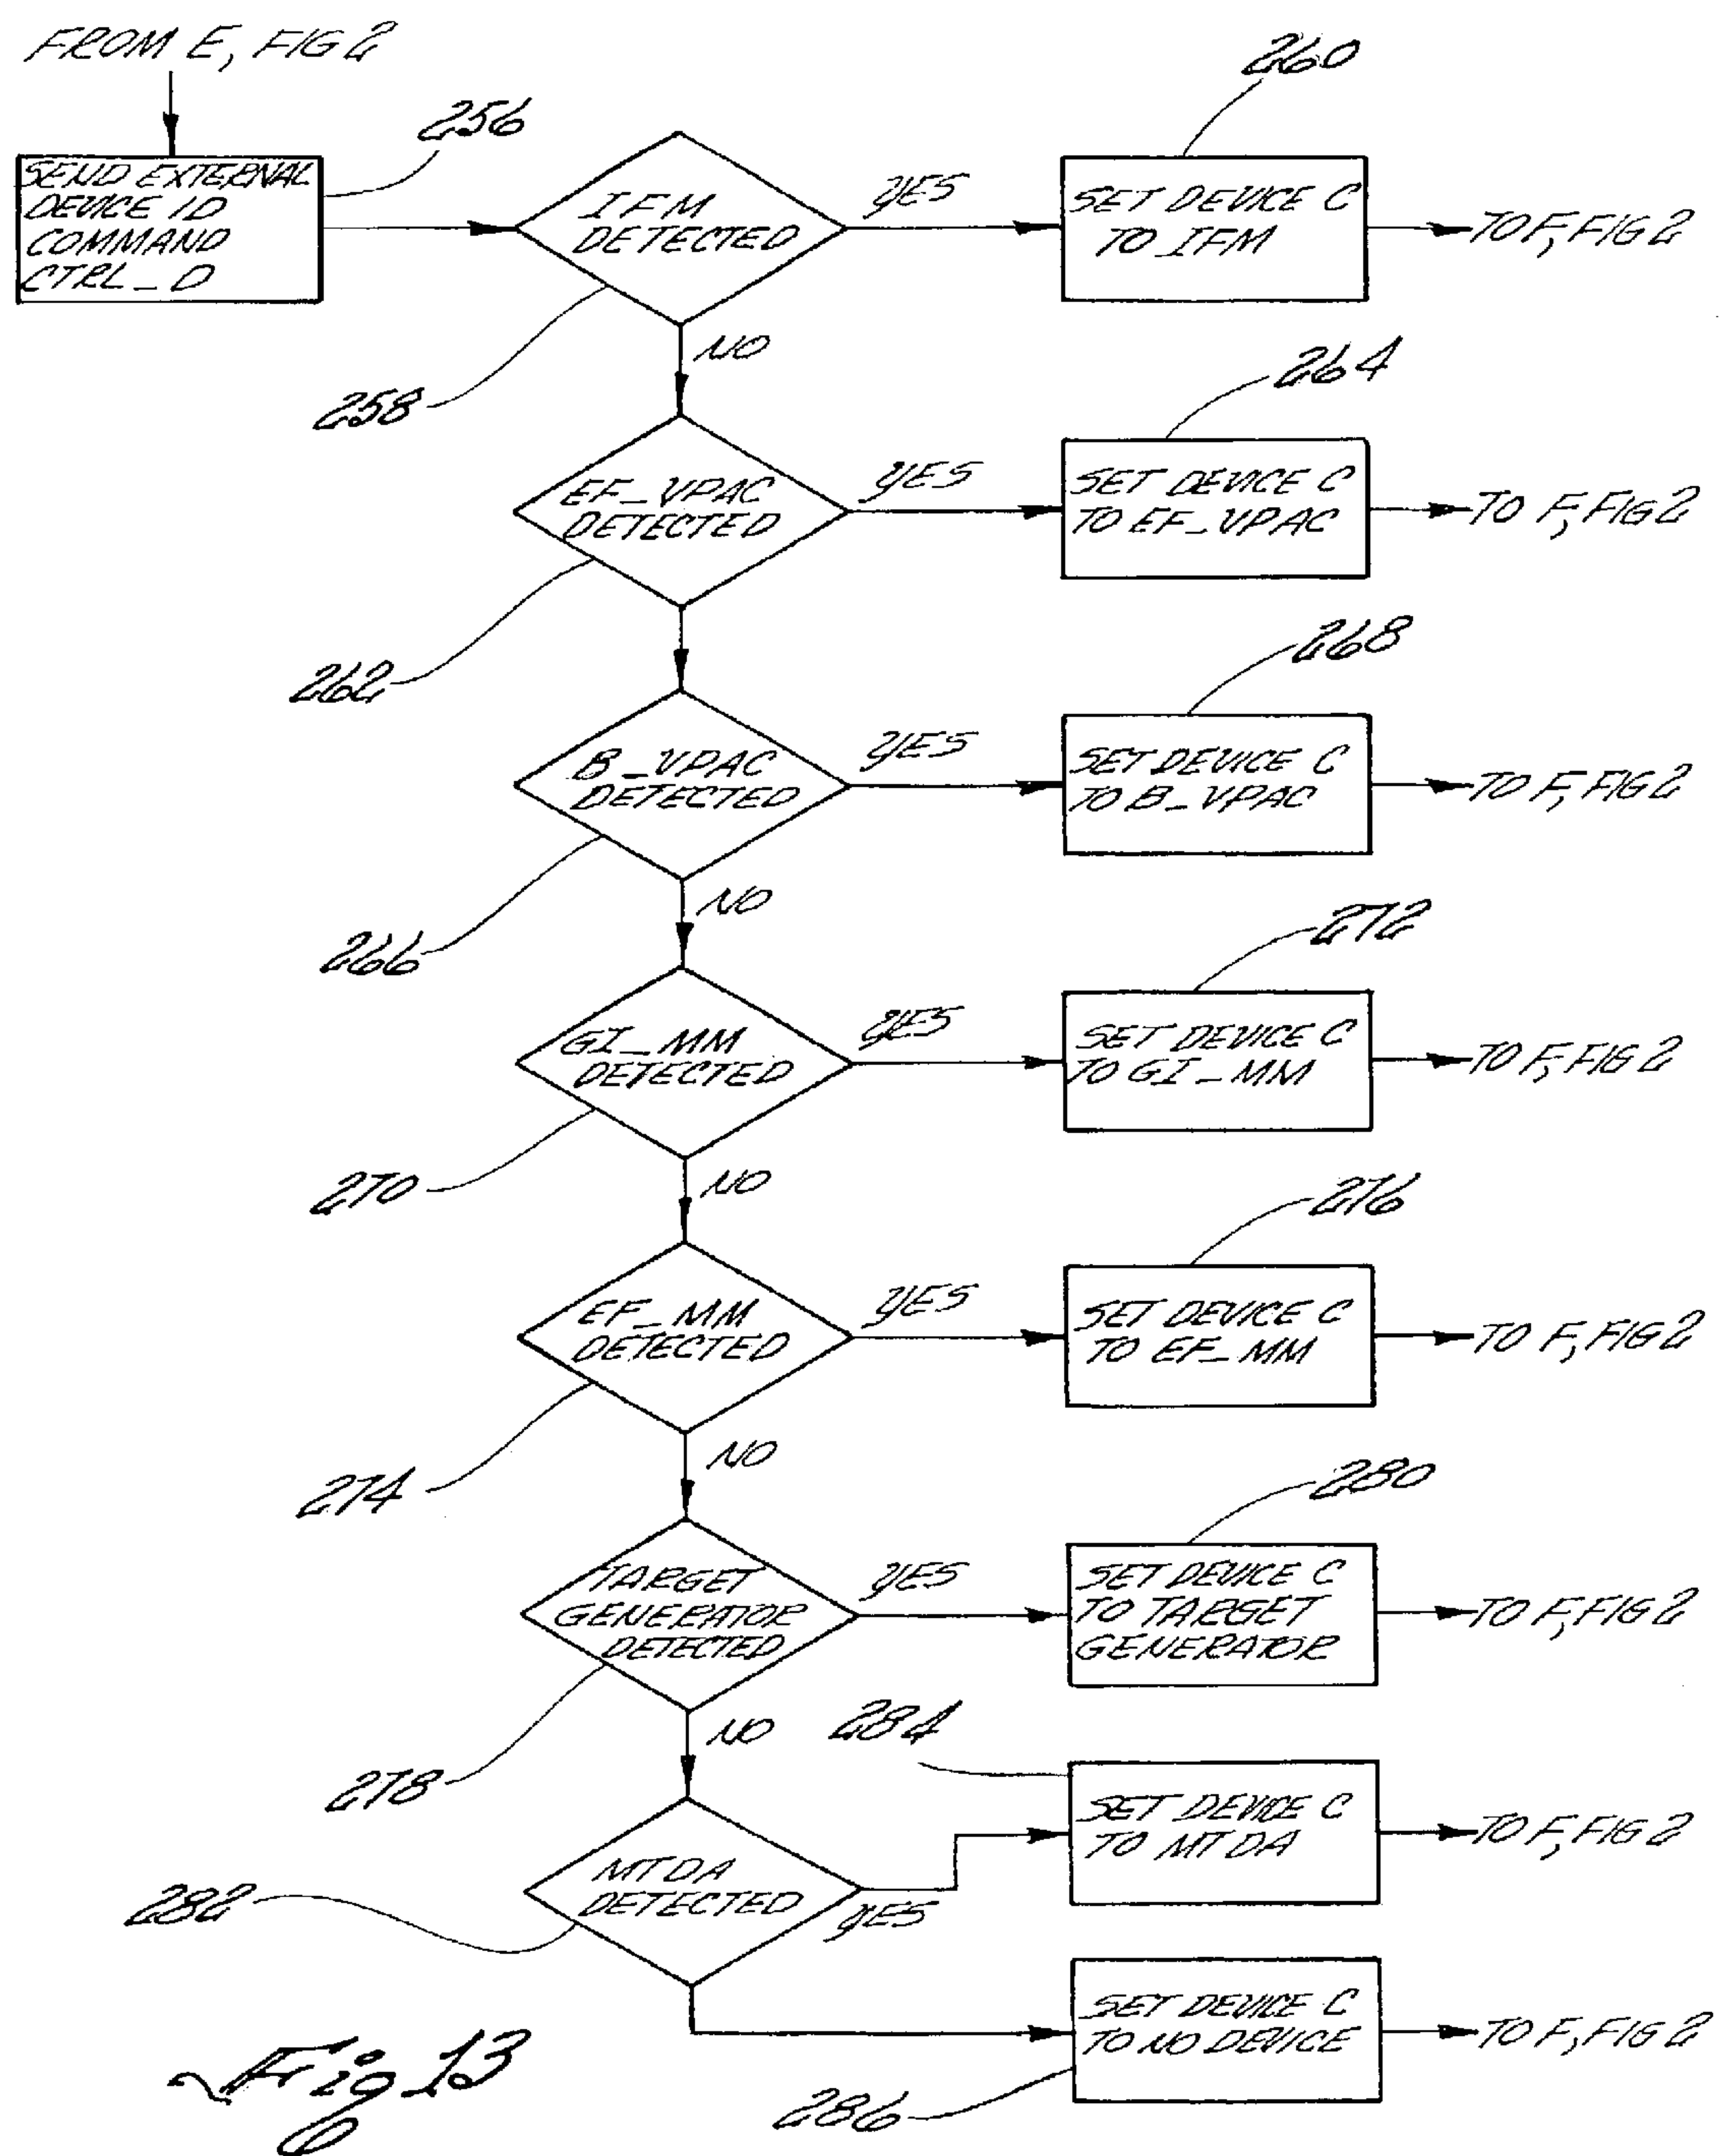 FROM E, FIG 2
256
SEND EXTERNAL
DEVICE ID
COMMAND
CTRL_D
IFM
DETECTED
YES
260
SET DEVICE C
TO IFM
TO F, FIG 2
NO
258
EF_VPAC
DETECTED
YES
264
SET DEVICE C
TO EF_VPAC
TO F, FIG 2
262
B_VPAC
DETECTED
YES
268
SET DEVICE C
TO B_VPAC
TO F, FIG 2
NO
266
GI_MM
DETECTED
YES
272
SET DEVICE C
TO GI_MM
TO F, FIG 2
NO
270
EF_MM
DETECTED
YES
276
SET DEVICE C
TO EF_MM
TO F, FIG 2
NO
274
TARGET
GENERATOR
DETECTED
YES
280
SET DEVICE C
TO TARGET
GENERATOR
TO F, FIG 2
NO
278
MTDA
DETECTED
YES
284
SET DEVICE C
TO MTDA
TO F, FIG 2
282
SET DEVICE C
TO NO DEVICE
TO F, FIG 2
286
Fig 13